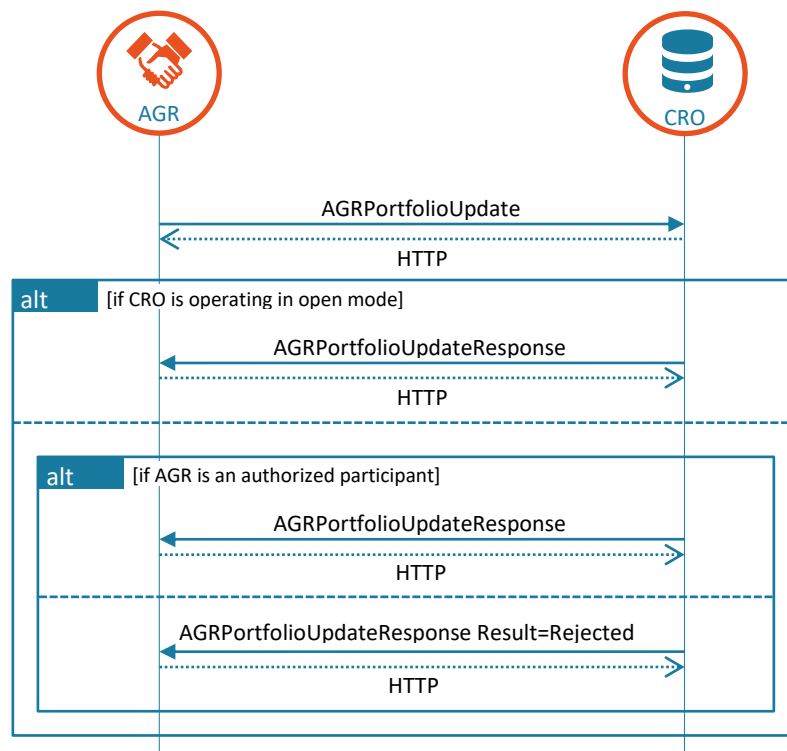 AGR
CRO
AGRPortfolioUpdate
HTTP
alt [if CRO is operating in open mode]
AGRPortfolioUpdateResponse
HTTP
alt [if AGR is an authorized participant]
AGRPortfolioUpdateResponse
HTTP
AGRPortfolioUpdateResponse Result=Rejected
HTTP